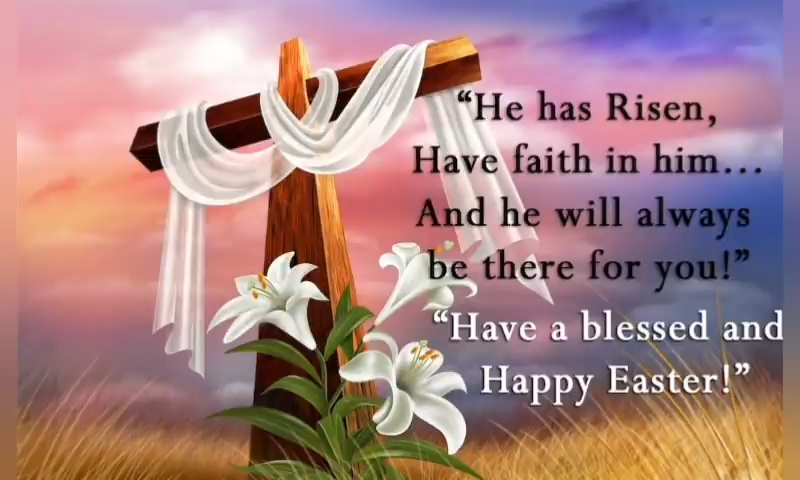 “He has Risen,
Have faith in him...
And he will always
be there for you!”
“Have a blessed and
Happy Easter!”